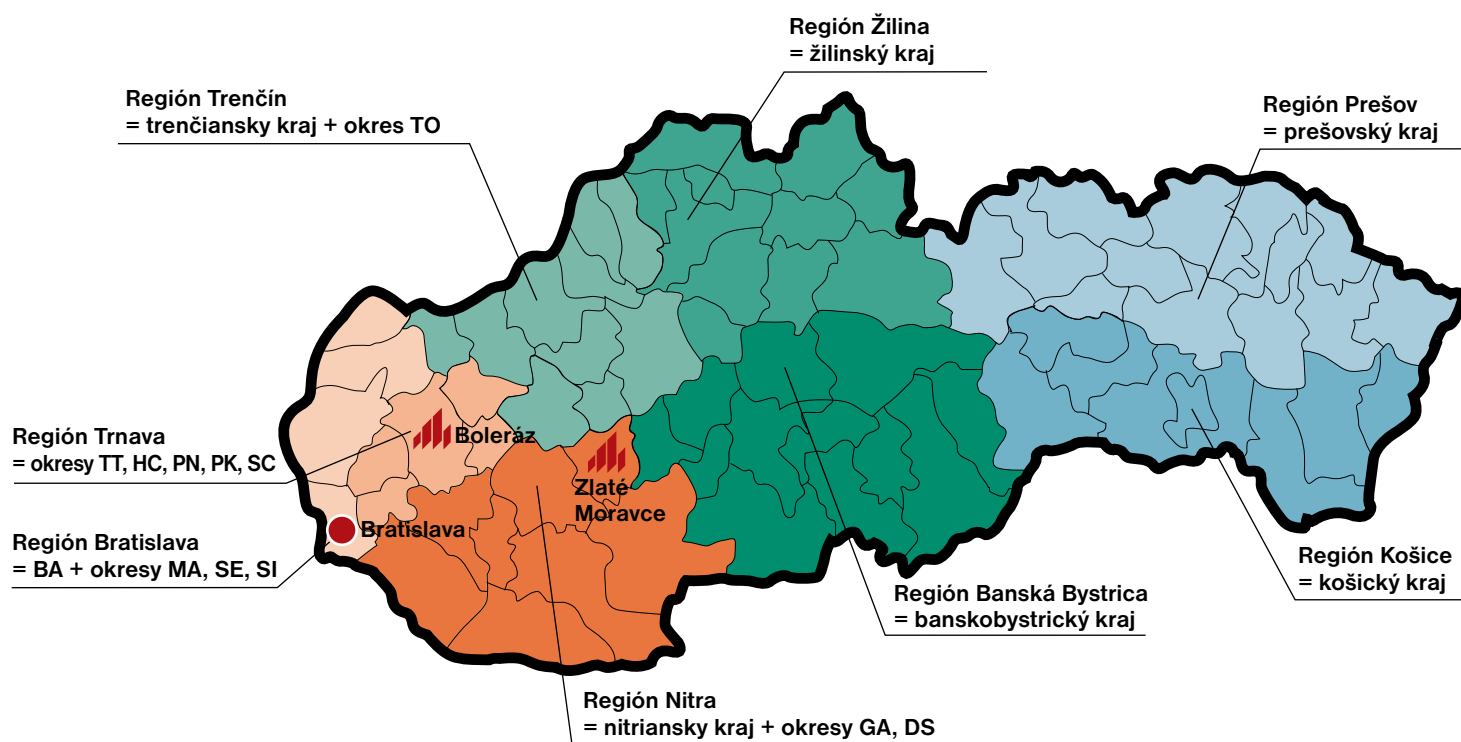 Región Žilina
= žilinský kraj
Región Trenčín
= trenčiansky kraj + okres TO
Región Prešov
= prešovský kraj
Región Trnava
= okresy TT, HC, PN, PK, SC
Boleráz
Zlaté
Moravce
Bratislava
Región Bratislava
= BA + okresy MA, SE, SI
Región Košice
= košický kraj
Región Banská Bystrica
= banskobystrický kraj
Región Nitra
= nitriansky kraj + okresy GA, DS